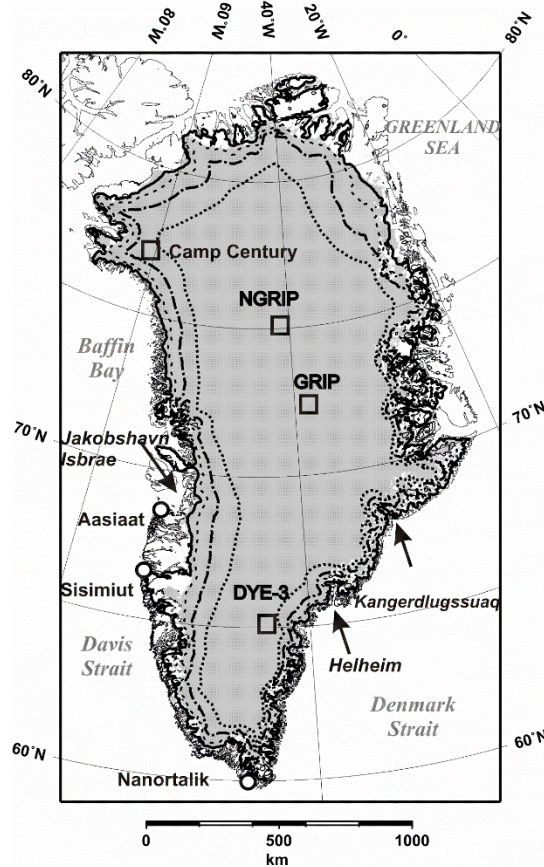 80°W
60°W
40°W
20°W
0°
80°N
80°N
GREENLAND
SEA
Camp Century
NGRIP
Baffin
Bay
GRIP
70°N
70°N
Jakobshavn
Isbrae
Aasiaat
Sisimiut
DYE-3
Kangerdlugssuaq
Davis
Strait
Helheim
Denmark
Strait
60°N
60°N
Nanortalik
0 500 1000
km